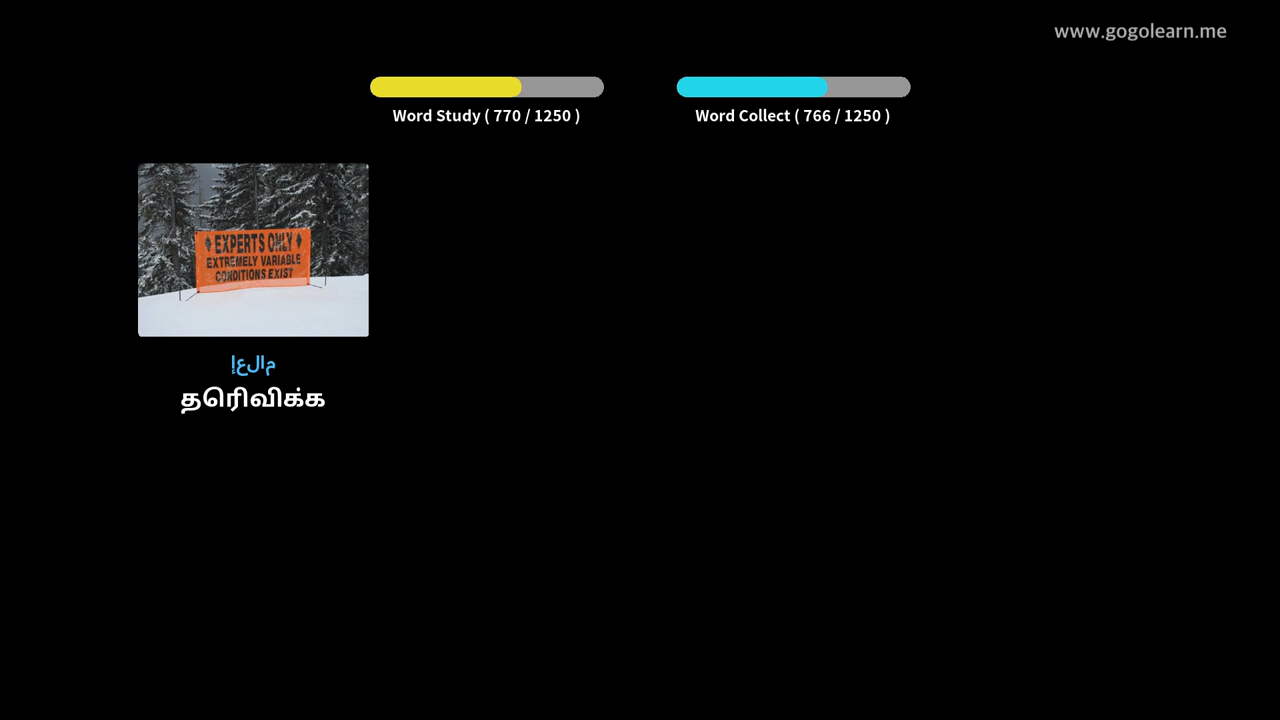 www.gogolearn.me
Word Study ( 770 / 1250 )
Word Collect ( 766 / 1250 )
EXPERTS ONLY
EXTREMELY VARIABLE
CONDITIONS EXIST
إعلام
தெரிவிக்க